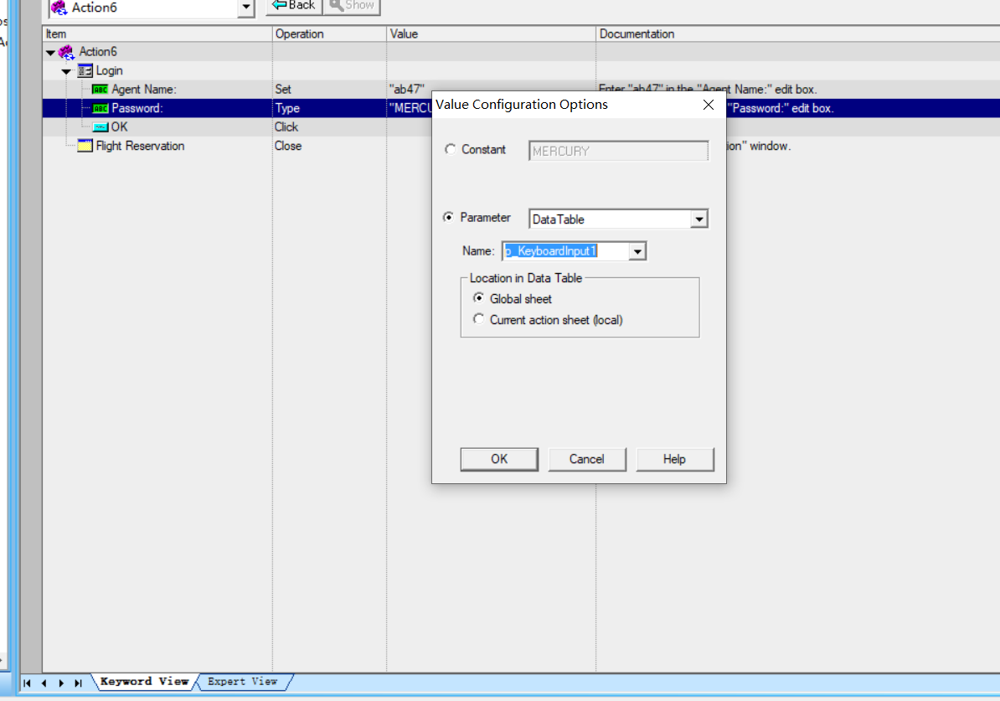 Action6 Back Show
Item Operation Value Documentation
Action6
Login
ABC Agent Name: Set "ab47" Enter "ab47" in the "Agent Name:" edit box.
ABC Password: Type "MERCU "Password:" edit box.
OK Click
Flight Reservation Close ion" window.
Value Configuration Options
Constant MERCURY
Parameter DataTable
Name: p_KeyboardInput1
Location in Data Table
Global sheet
Current action sheet (local)
OK Cancel Help
Keyword View Expert View